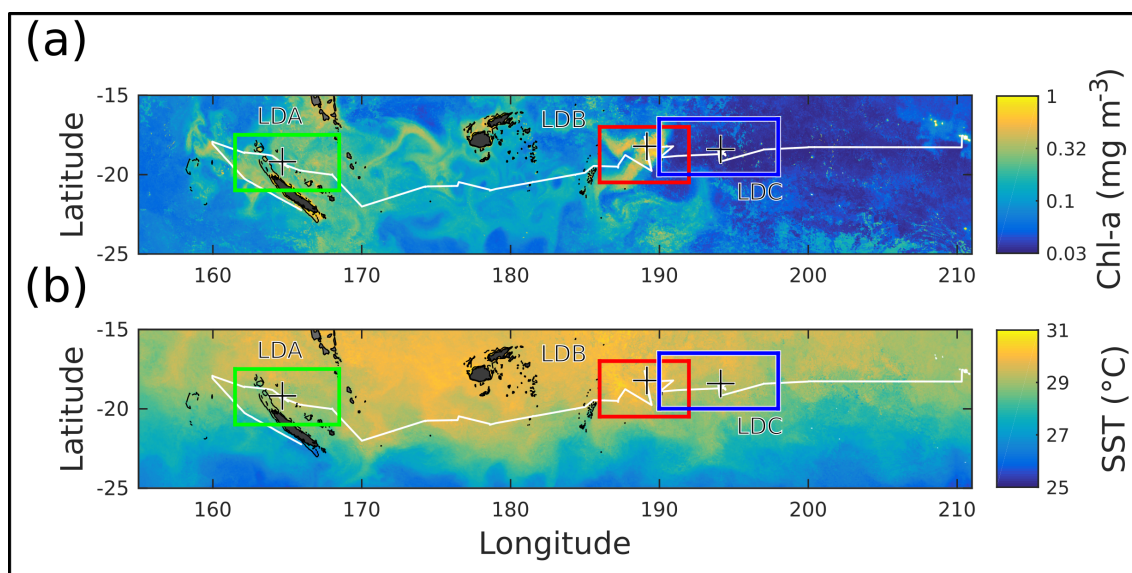 (a)
-15
-20
-25
Latitude
LDA
LDB
LDC
160
170
180
190
200
210
1
0.32
0.1
0.03
Chl-a (mg m⁻³)
(b)
-15
-20
-25
Latitude
LDA
LDB
LDC
160
170
180
190
200
210
Longitude
31
29
27
25
SST (°C)